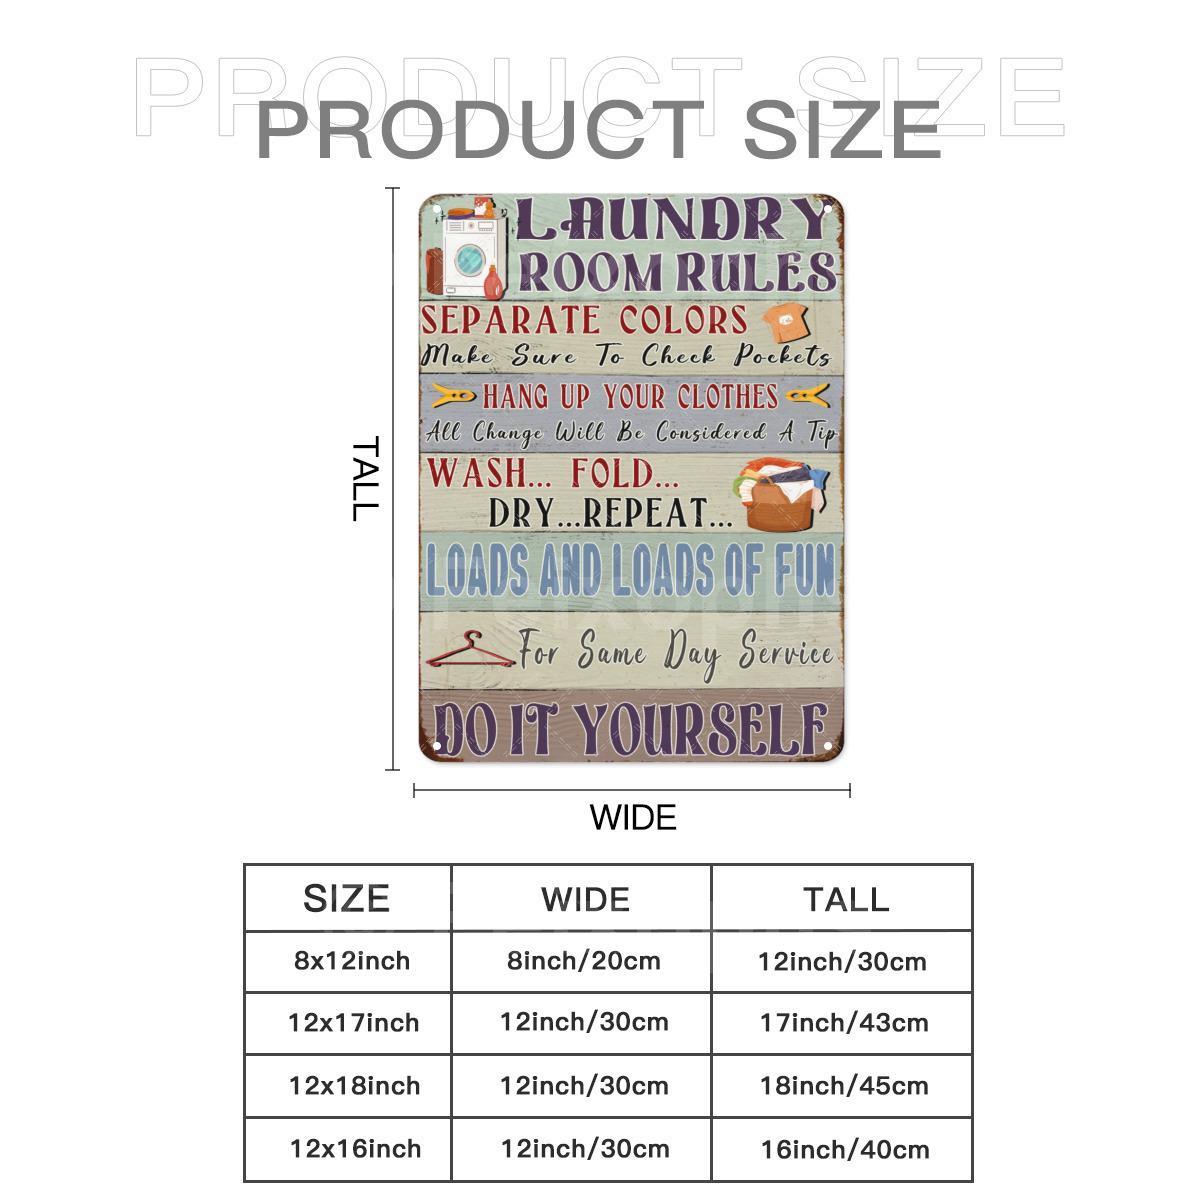 PRODUCT SIZE
PRODUCT SIZE
LAUNDRY
ROOM RULES
SEPARATE COLORS
Make Sure To Check Pockets
HANG UP YOUR CLOTHES
All Change Will Be Considered A Tip
WASH... FOLD...
DRY...REPEAT...
LOADS AND LOADS OF FUN
For Same Day Service
DO IT YOURSELF
TALL
WIDE
SIZE WIDE TALL
8x12inch 8inch/20cm 12inch/30cm
12x17inch 12inch/30cm 17inch/43cm
12x18inch 12inch/30cm 18inch/45cm
12x16inch 12inch/30cm 16inch/40cm